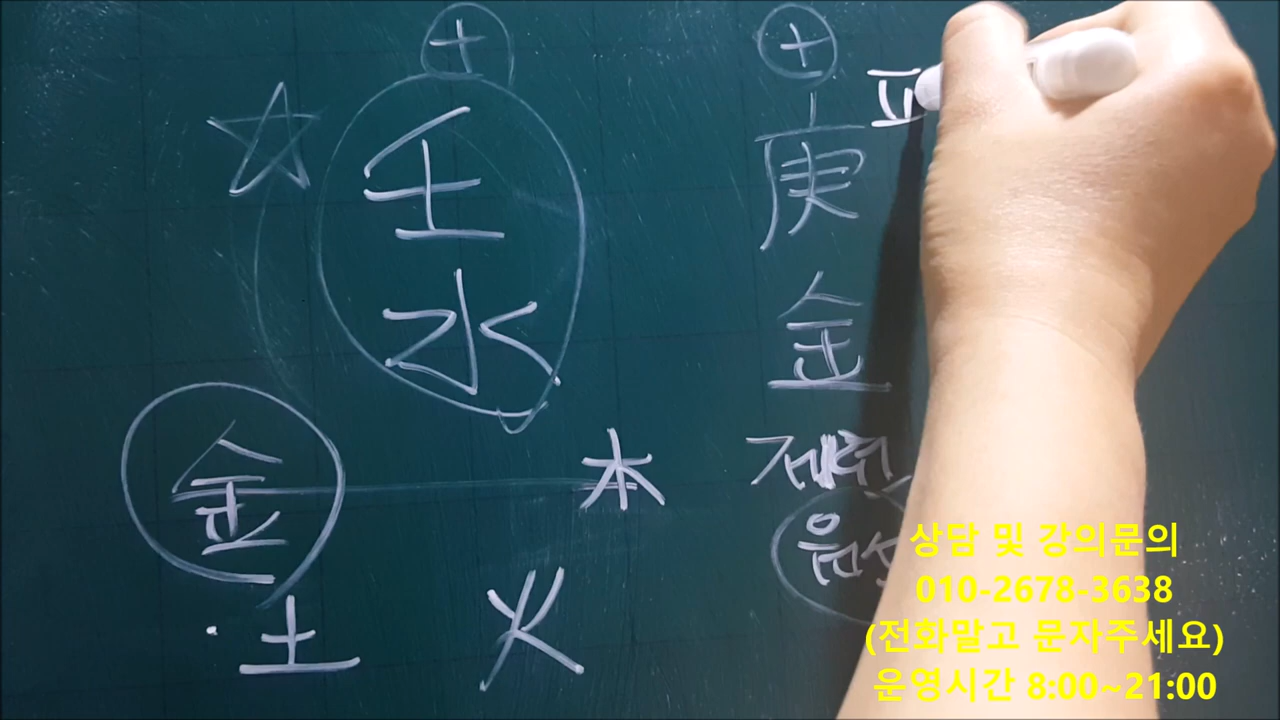 +
壬
水
金
木
土
火
+
庚
金
상담 및 강의문의
010-2678-3638
(전화말고 문자주세요)
운영시간 8:00~21:00